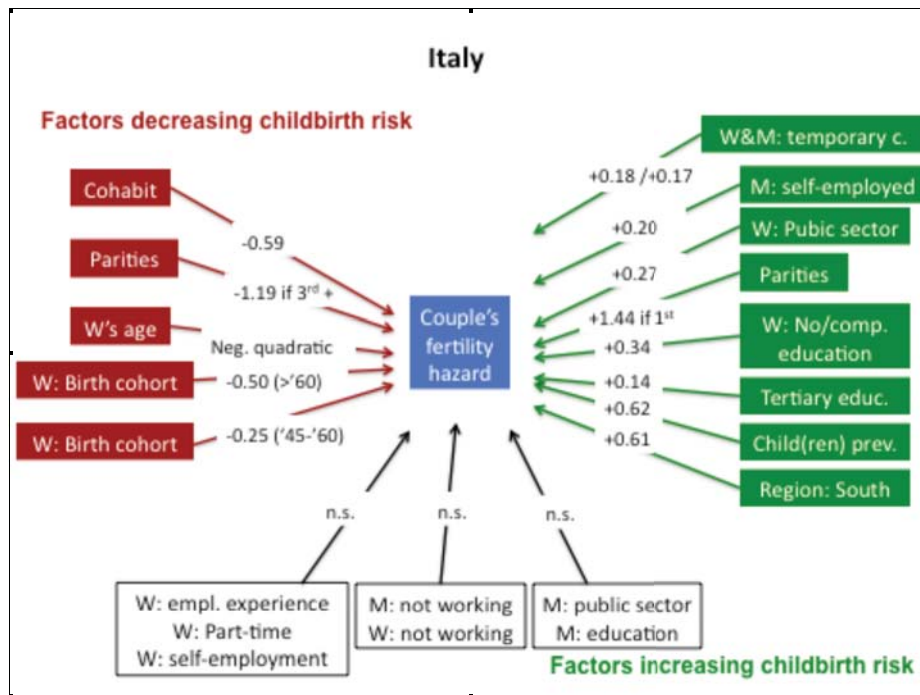 Italy
Factors decreasing childbirth risk
Cohabit
-0.59
Parities
-1.19 if 3rd +
W's age
Neg. quadratic
W: Birth cohort
-0.50 (>'60)
W: Birth cohort
-0.25 ('45-'60)
Couple's
fertility
hazard
W&M: temporary c.
+0.18 /+0.17
M: self-employed
+0.20
W: Pubic sector
+0.27
Parities
+1.44 if 1st
W: No/comp.
education
+0.34
Tertiary educ.
+0.14
Child(ren) prev.
+0.62
Region: South
+0.61
n.s.
n.s.
n.s.
W: empl. experience
W: Part-time
W: self-employment
M: not working
W: not working
M: public sector
M: education
Factors increasing childbirth risk